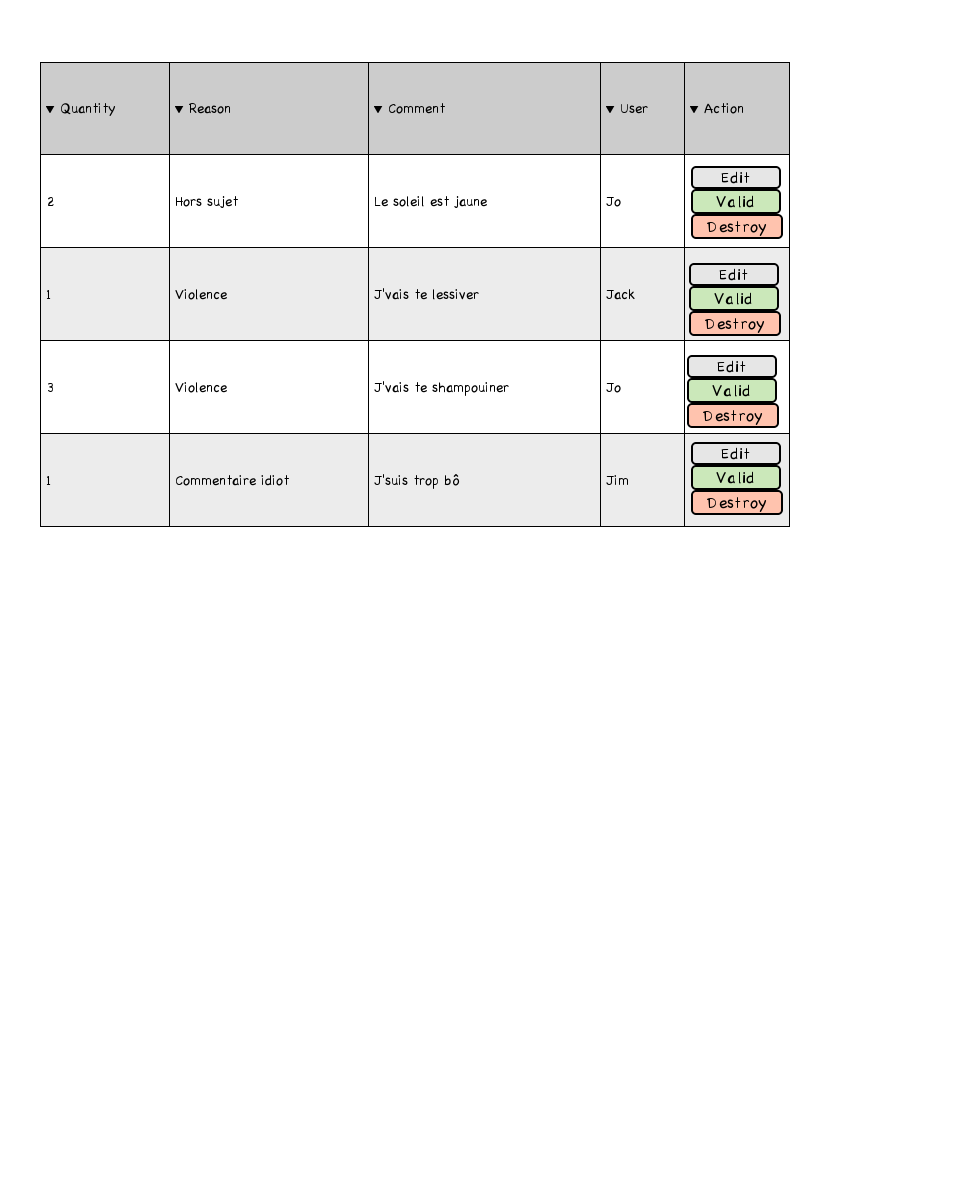 ▼ Quantity ▼ Reason ▼ Comment ▼ User ▼ Action
2 Hors sujet Le soleil est jaune Jo
Edit
Valid
Destroy
1 Violence J'vais te lessiver Jack
Edit
Valid
Destroy
3 Violence J'vais te shampouiner Jo
Edit
Valid
Destroy
1 Commentaire idiot J'suis trop bô Jim
Edit
Valid
Destroy